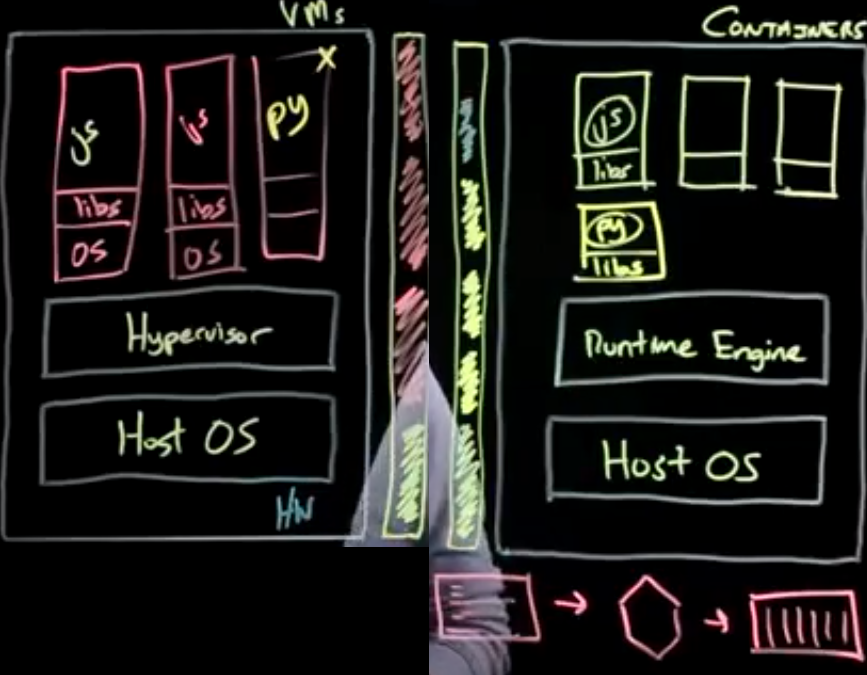 VMs
JS
JS
py
x
libs
libs
OS
OS
Hypervisor
Host OS
H/W
CONTAINERS
JS
libs
py
libs
Runtime Engine
Host OS